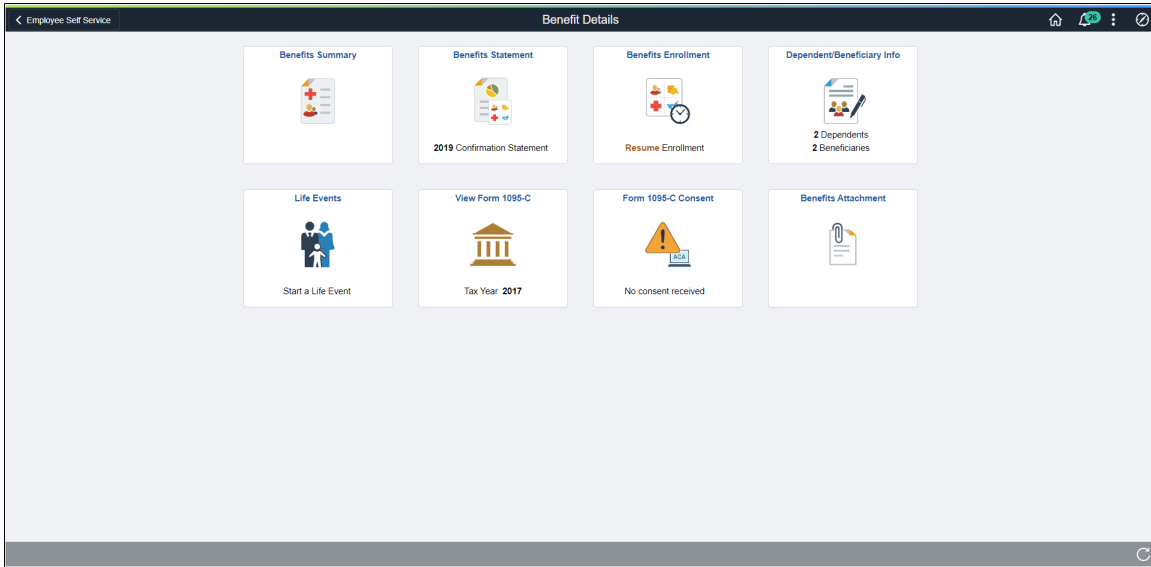 Employee Self Service
Benefit Details
26
Benefits Summary
Benefits Statement
2019 Confirmation Statement
Benefits Enrollment
Resume Enrollment
Dependent/Beneficiary Info
2 Dependents
2 Beneficiaries
Life Events
Start a Life Event
View Form 1095-C
Tax Year 2017
Form 1095-C Consent
ACA
No consent received
Benefits Attachment